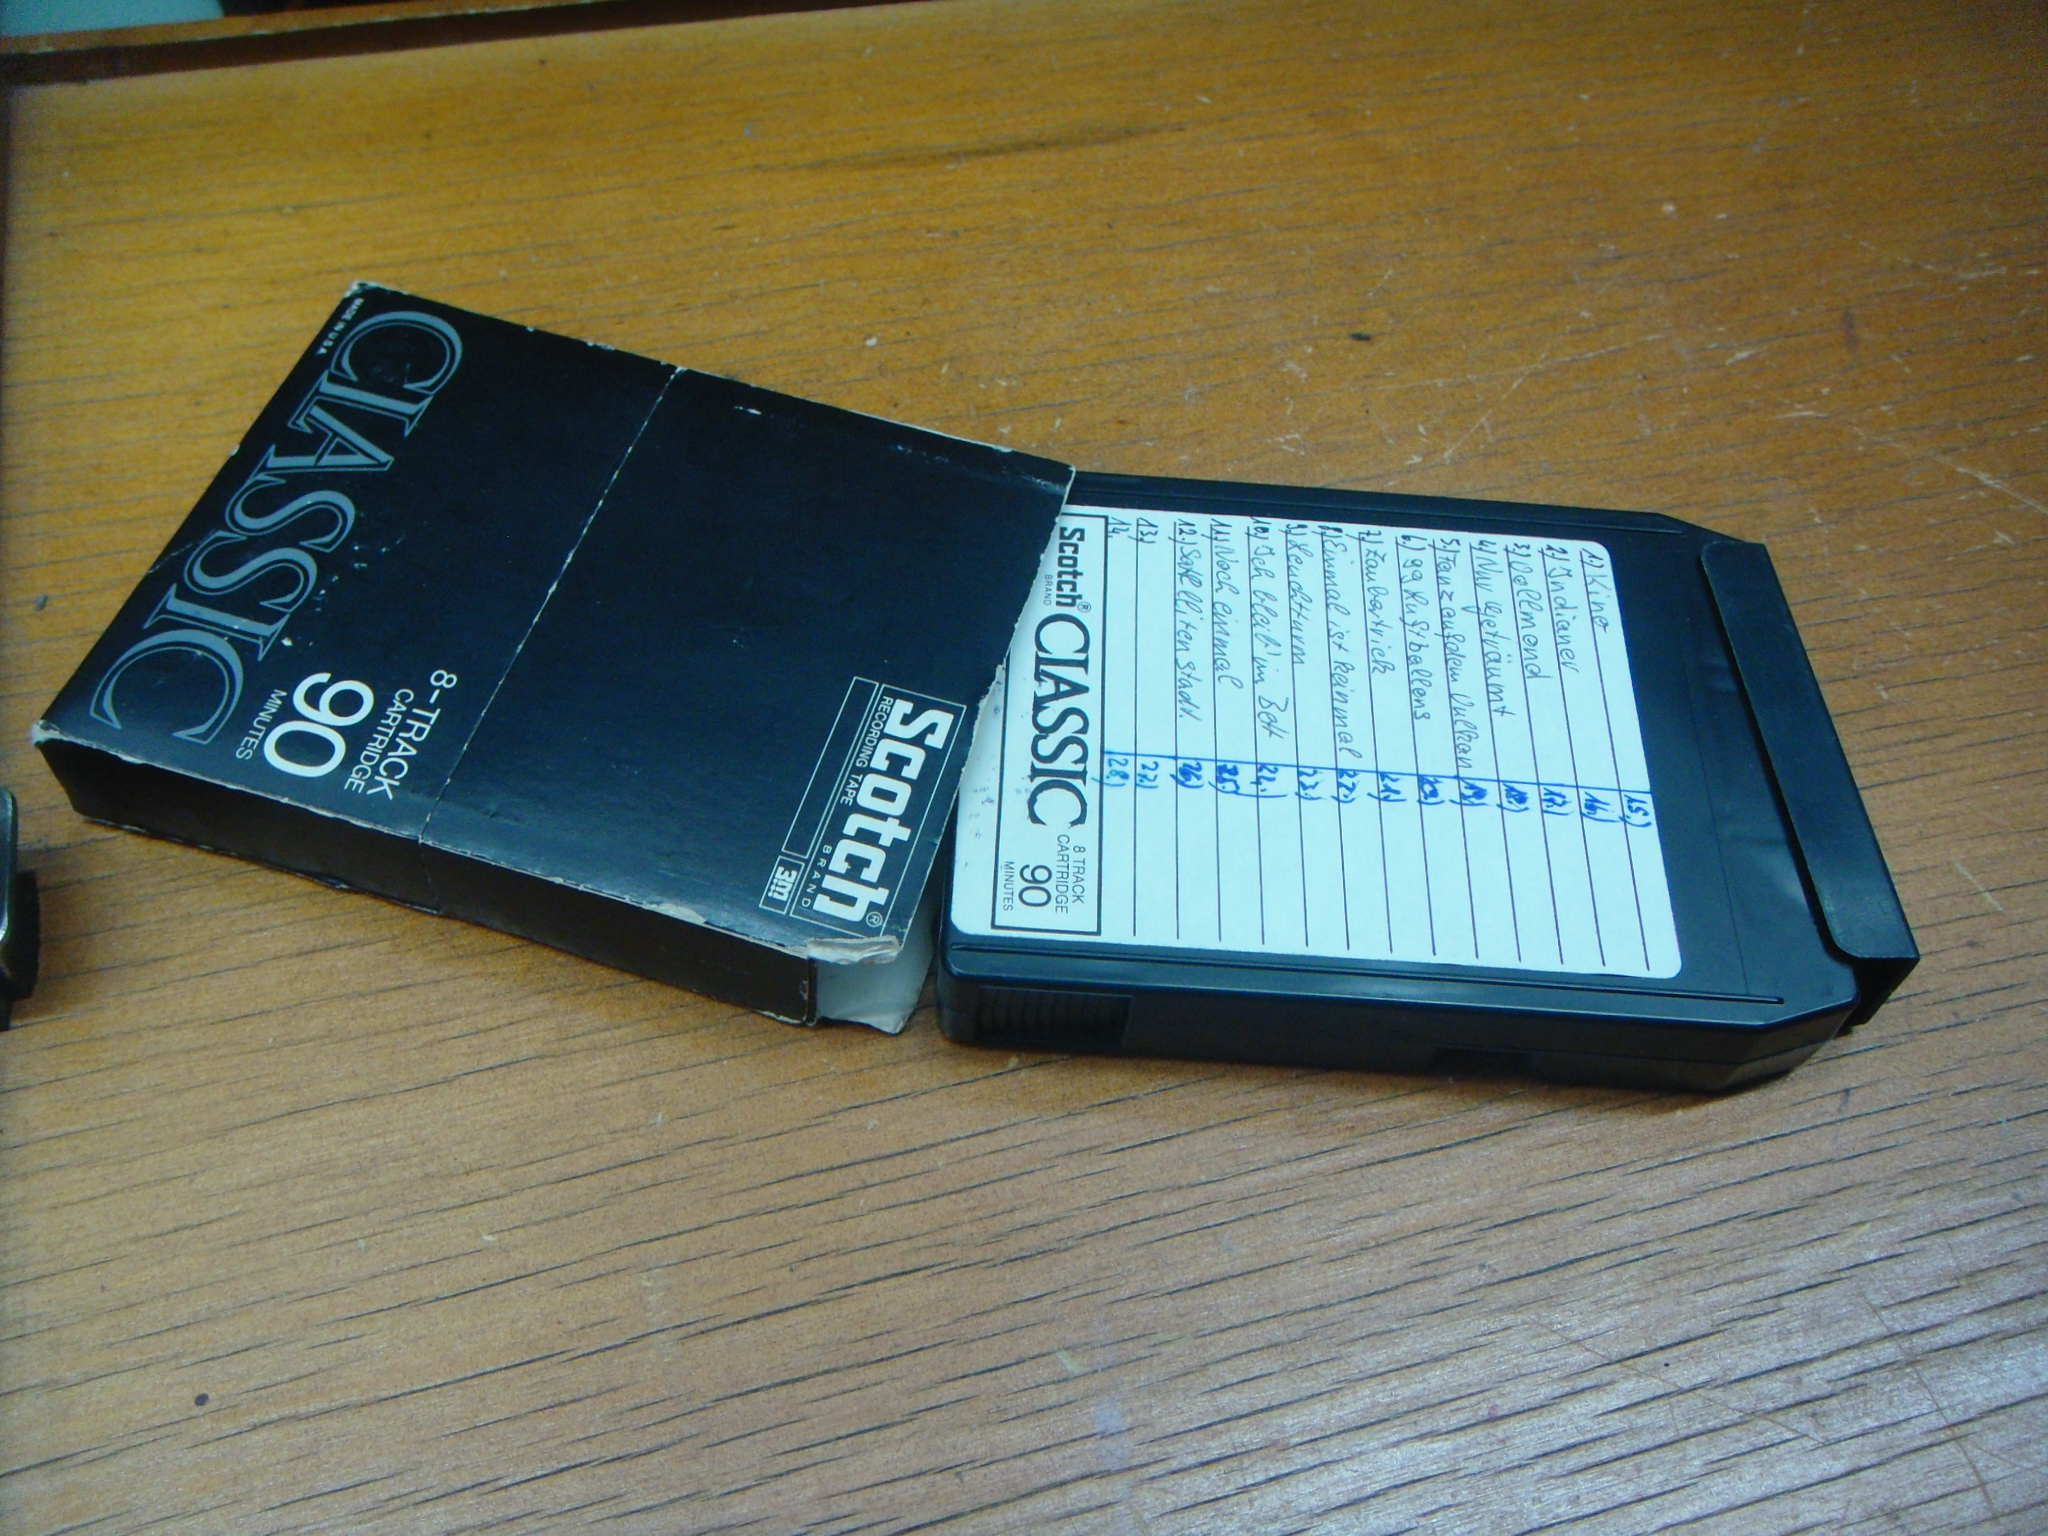 CLASSIC
MADE IN U.S.A.
8-TRACK
CARTRIDGE
90
MINUTES
Scotch®
BRAND
RECORDING TAPE
3M
1.) Kino
2.) Indianer
3.) Vollmond
4.) Nur geträumt
5.) Tanz auf dem Vulkan
6.) 99 Luftballons
7.) Zaubertrick
8.) Einmal ist keinmal
9.) Leuchtturm
10.) Ich bleib' im Bett
11.) Noch einmal
12.) Satellitenstadt
13.)
14.
15.)
16.)
17.)
18.)
19.)
20.)
21.)
22.)
23.)
24.)
25.)
26.)
27.)
28.)
Scotch®
BRAND
CLASSIC
8 TRACK
CARTRIDGE
90
MINUTES